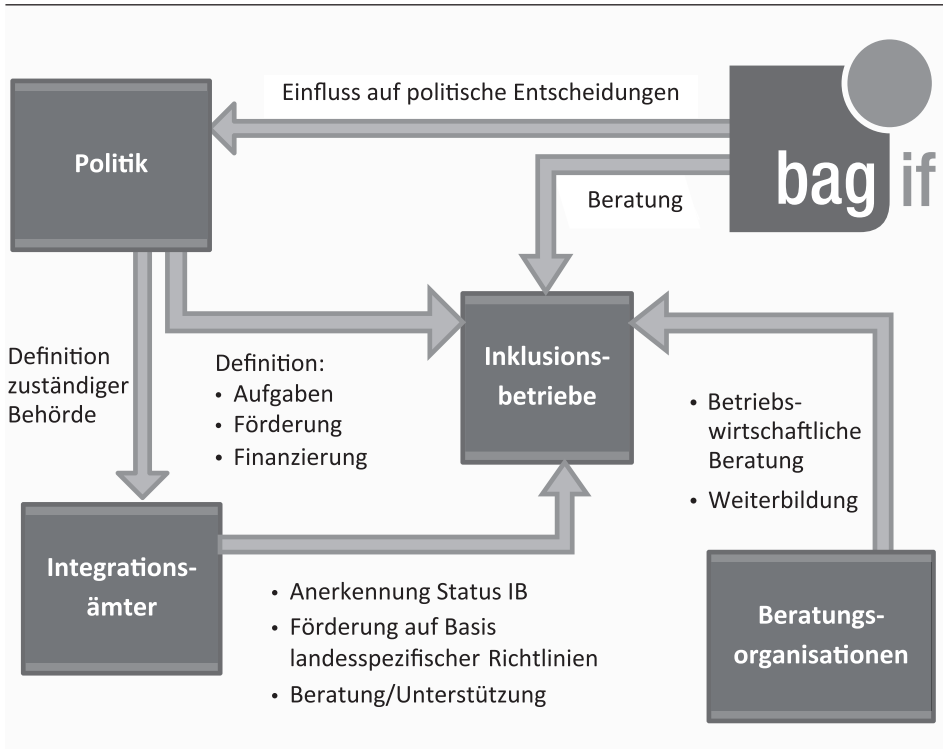 Einfluss auf politische Entscheidungen
Politik
bag if
Beratung
Definition
zuständiger
Behörde
Definition:
• Aufgaben
• Förderung
• Finanzierung
Inklusions-
betriebe
• Betriebs-
wirtschaftliche
Beratung
• Weiterbildung
Integrations-
ämter
• Anerkennung Status IB
• Förderung auf Basis
landesspezifischer Richtlinien
• Beratung/Unterstützung
Beratungs-
organisationen